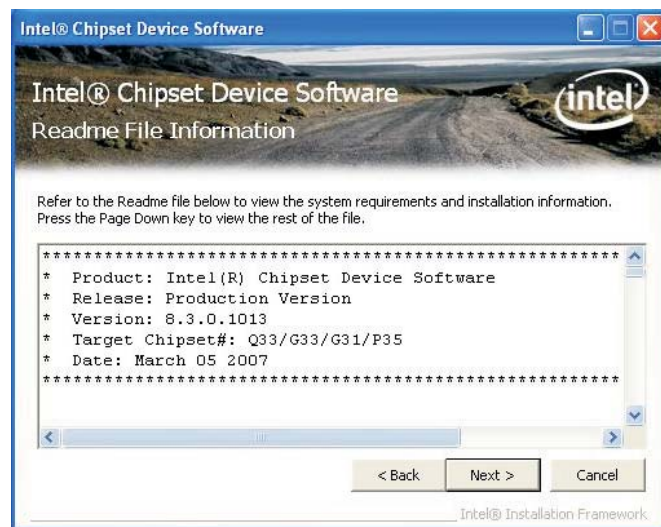 Intel® Chipset Device Software
Intel® Chipset Device Software
intel
Readme File Information
Refer to the Readme file below to view the system requirements and installation information.
Press the Page Down key to view the rest of the file.
********************************************************
* Product: Intel(R) Chipset Device Software
* Release: Production Version
* Version: 8.3.0.1013
* Target Chipset#: Q33/G33/G31/P35
* Date: March 05 2007
********************************************************
< Back
Next >
Cancel
Intel® Installation Framework